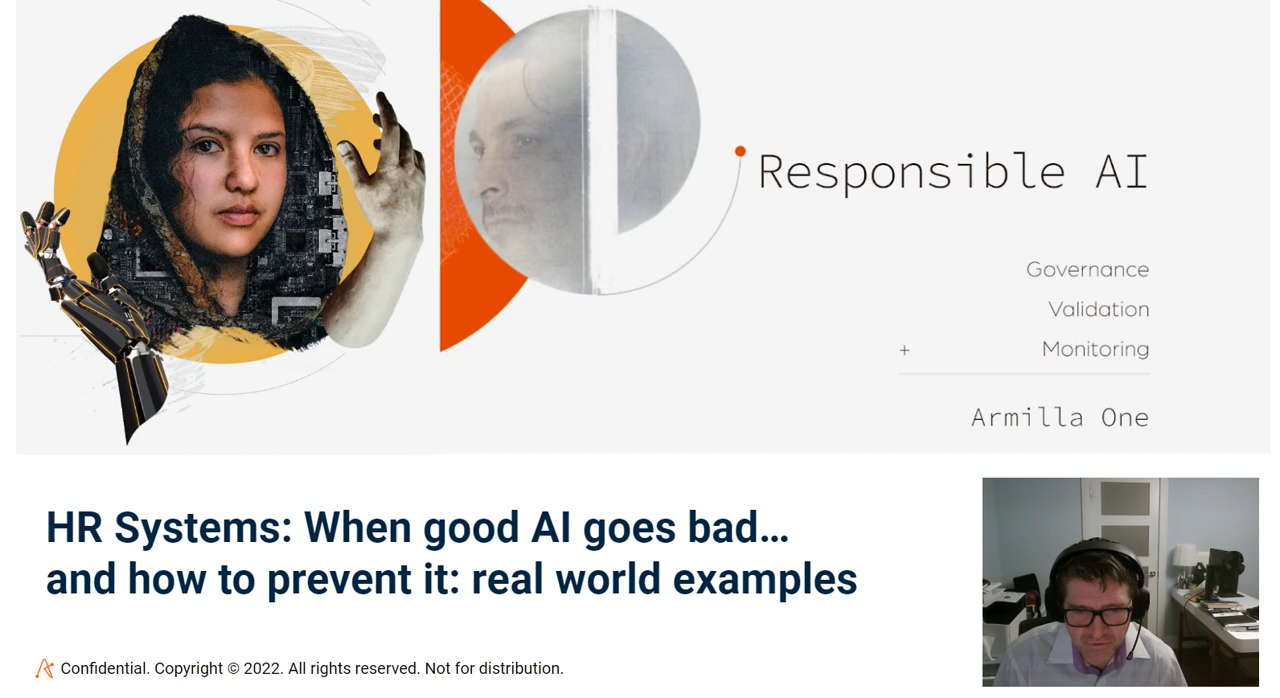 Responsible AI
Governance
Validation
+ Monitoring
Armilla One
HR Systems: When good AI goes bad...
and how to prevent it: real world examples
Confidential. Copyright © 2022. All rights reserved. Not for distribution.